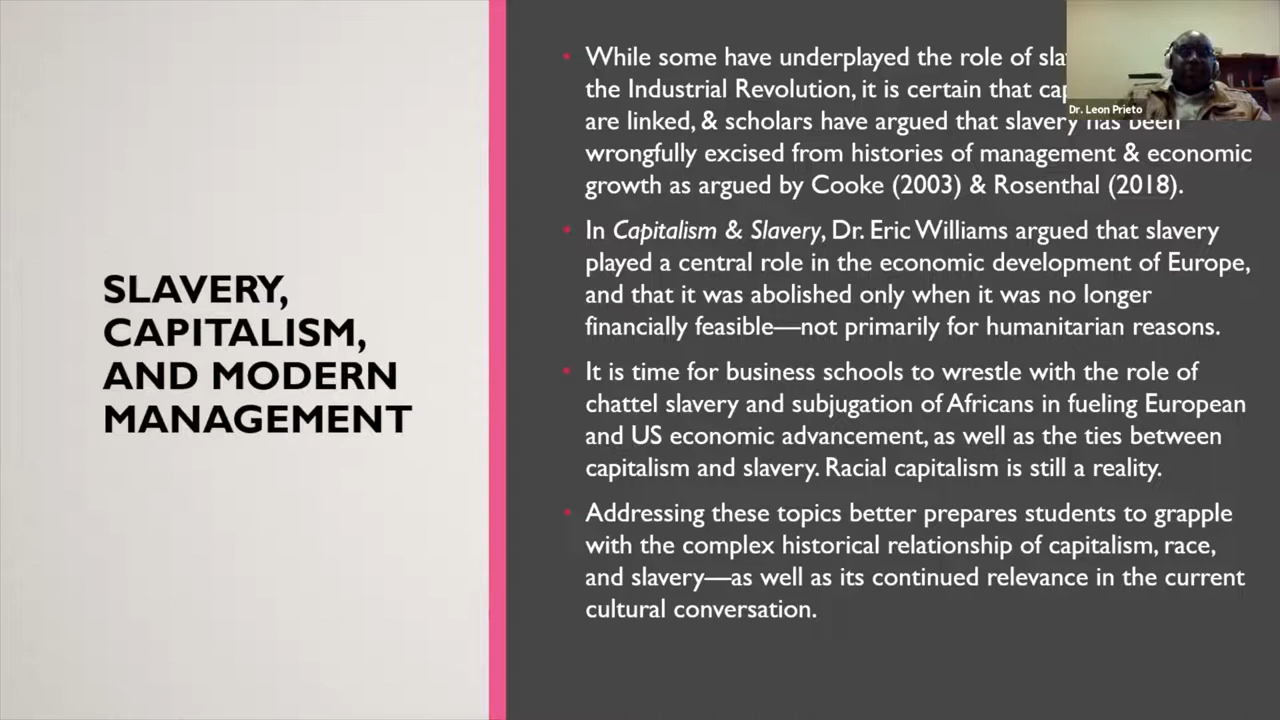 SLAVERY,
CAPITALISM,
AND MODERN
MANAGEMENT
• While some have underplayed the role of
the Industrial Revolution, it is certain that
are linked, & scholars have argued that slavery has been
wrongfully excised from histories of management & economic
growth as argued by Cooke (2003) & Rosenthal (2018).
• In Capitalism & Slavery, Dr. Eric Williams argued that slavery
played a central role in the economic development of Europe,
and that it was abolished only when it was no longer
financially feasible—not primarily for humanitarian reasons.
• It is time for business schools to wrestle with the role of
chattel slavery and subjugation of Africans in fueling European
and US economic advancement, as well as the ties between
capitalism and slavery. Racial capitalism is still a reality.
• Addressing these topics better prepares students to grapple
with the complex historical relationship of capitalism, race,
and slavery—as well as its continued relevance in the current
cultural conversation.
Dr. Leon Prieto